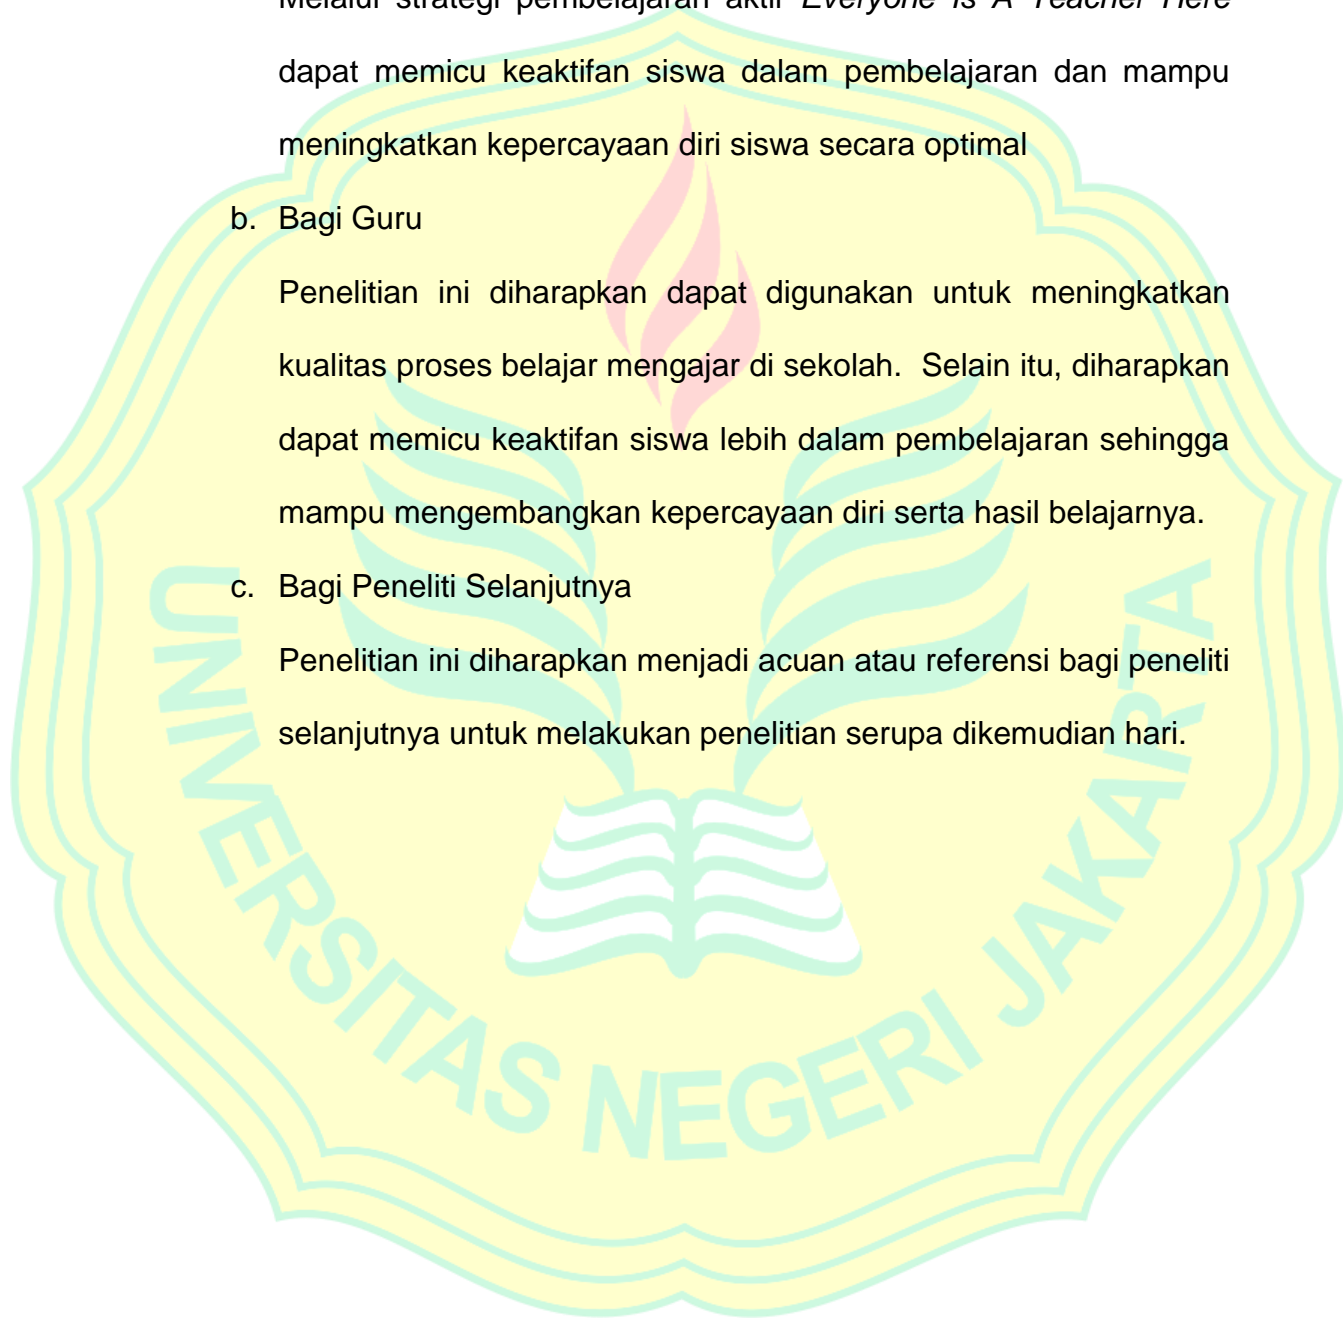 Melalui strategi pembelajaran aktif Everyone Is A Teacher Here
dapat memicu keaktifan siswa dalam pembelajaran dan mampu
meningkatkan kepercayaan diri siswa secara optimal
b. Bagi Guru
Penelitian ini diharapkan dapat digunakan untuk meningkatkan
kualitas proses belajar mengajar di sekolah. Selain itu, diharapkan
dapat memicu keaktifan siswa lebih dalam pembelajaran sehingga
mampu mengembangkan kepercayaan diri serta hasil belajarnya.
c. Bagi Peneliti Selanjutnya
Penelitian ini diharapkan menjadi acuan atau referensi bagi peneliti
selanjutnya untuk melakukan penelitian serupa dikemudian hari.
UNIVERSITAS NEGERI JAKARTA